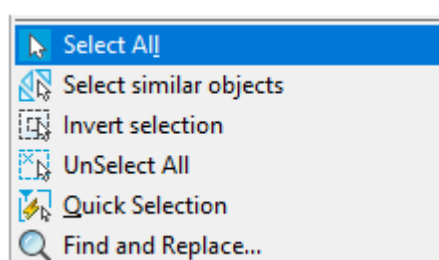 Select All
Select similar objects
Invert selection
UnSelect All
Quick Selection
Find and Replace...